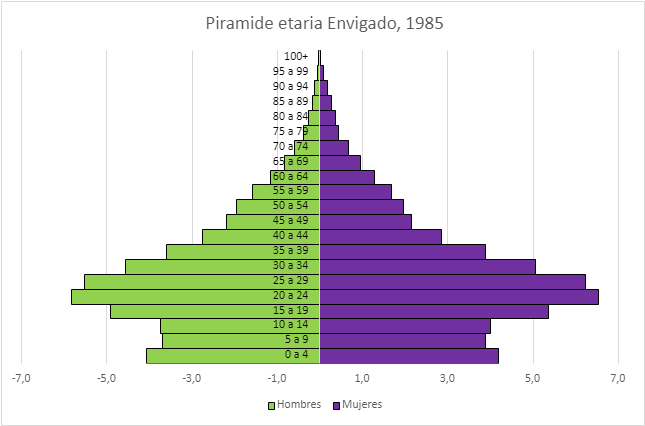 Piramide etaria Envigado, 1985
100+
95 a 99
90 a 94
85 a 89
80 a 84
75 a 79
70 a 74
65 a 69
60 a 64
55 a 59
50 a 54
45 a 49
40 a 44
35 a 39
30 a 34
25 a 29
20 a 24
15 a 19
10 a 14
5 a 9
0 a 4
-7,0 -5,0 -3,0 -1,0 1,0 3,0 5,0 7,0
Hombres Mujeres